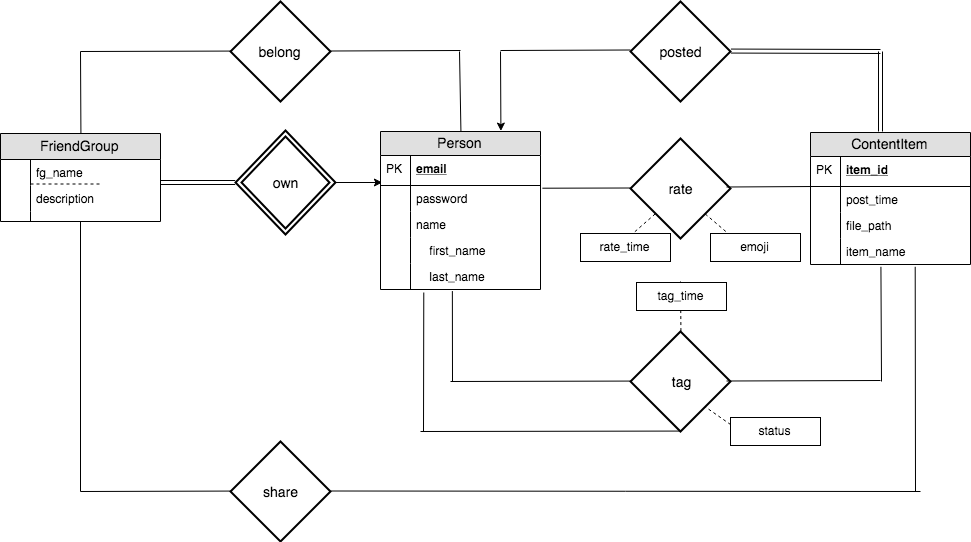 belong
posted
FriendGroup
fg_name
description
own
Person
PK email
password
name
first_name
last_name
rate
rate_time
emoji
ContentItem
PK item_id
post_time
file_path
item_name
tag_time
tag
status
share